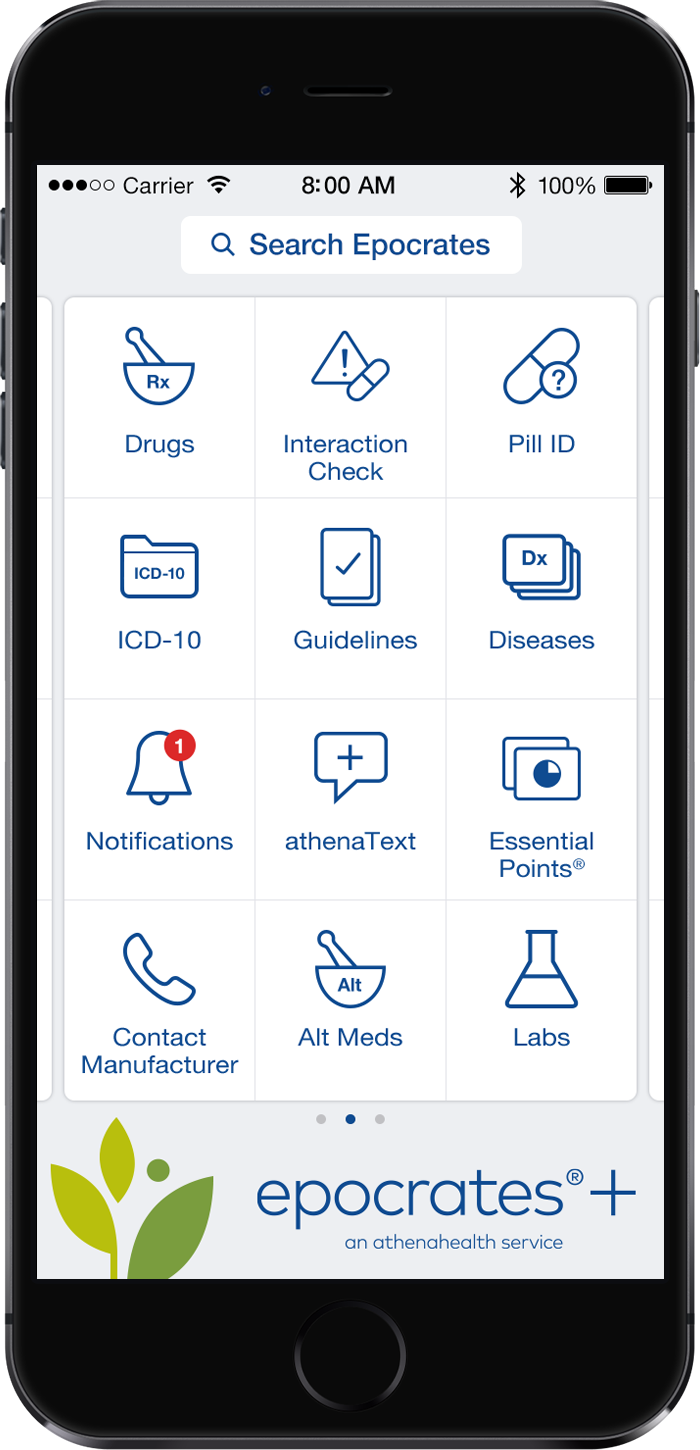 Carrier 8:00 AM 100%
Search Epocrates
Rx
Drugs
!
Interaction
Check
?
Pill ID
ICD-10
ICD-10
Guidelines
Dx
Diseases
1
Notifications
+
athenaText
Essential
Points®
Contact
Manufacturer
Alt
Alt Meds
Labs
epocrates®+
an athenahealth service